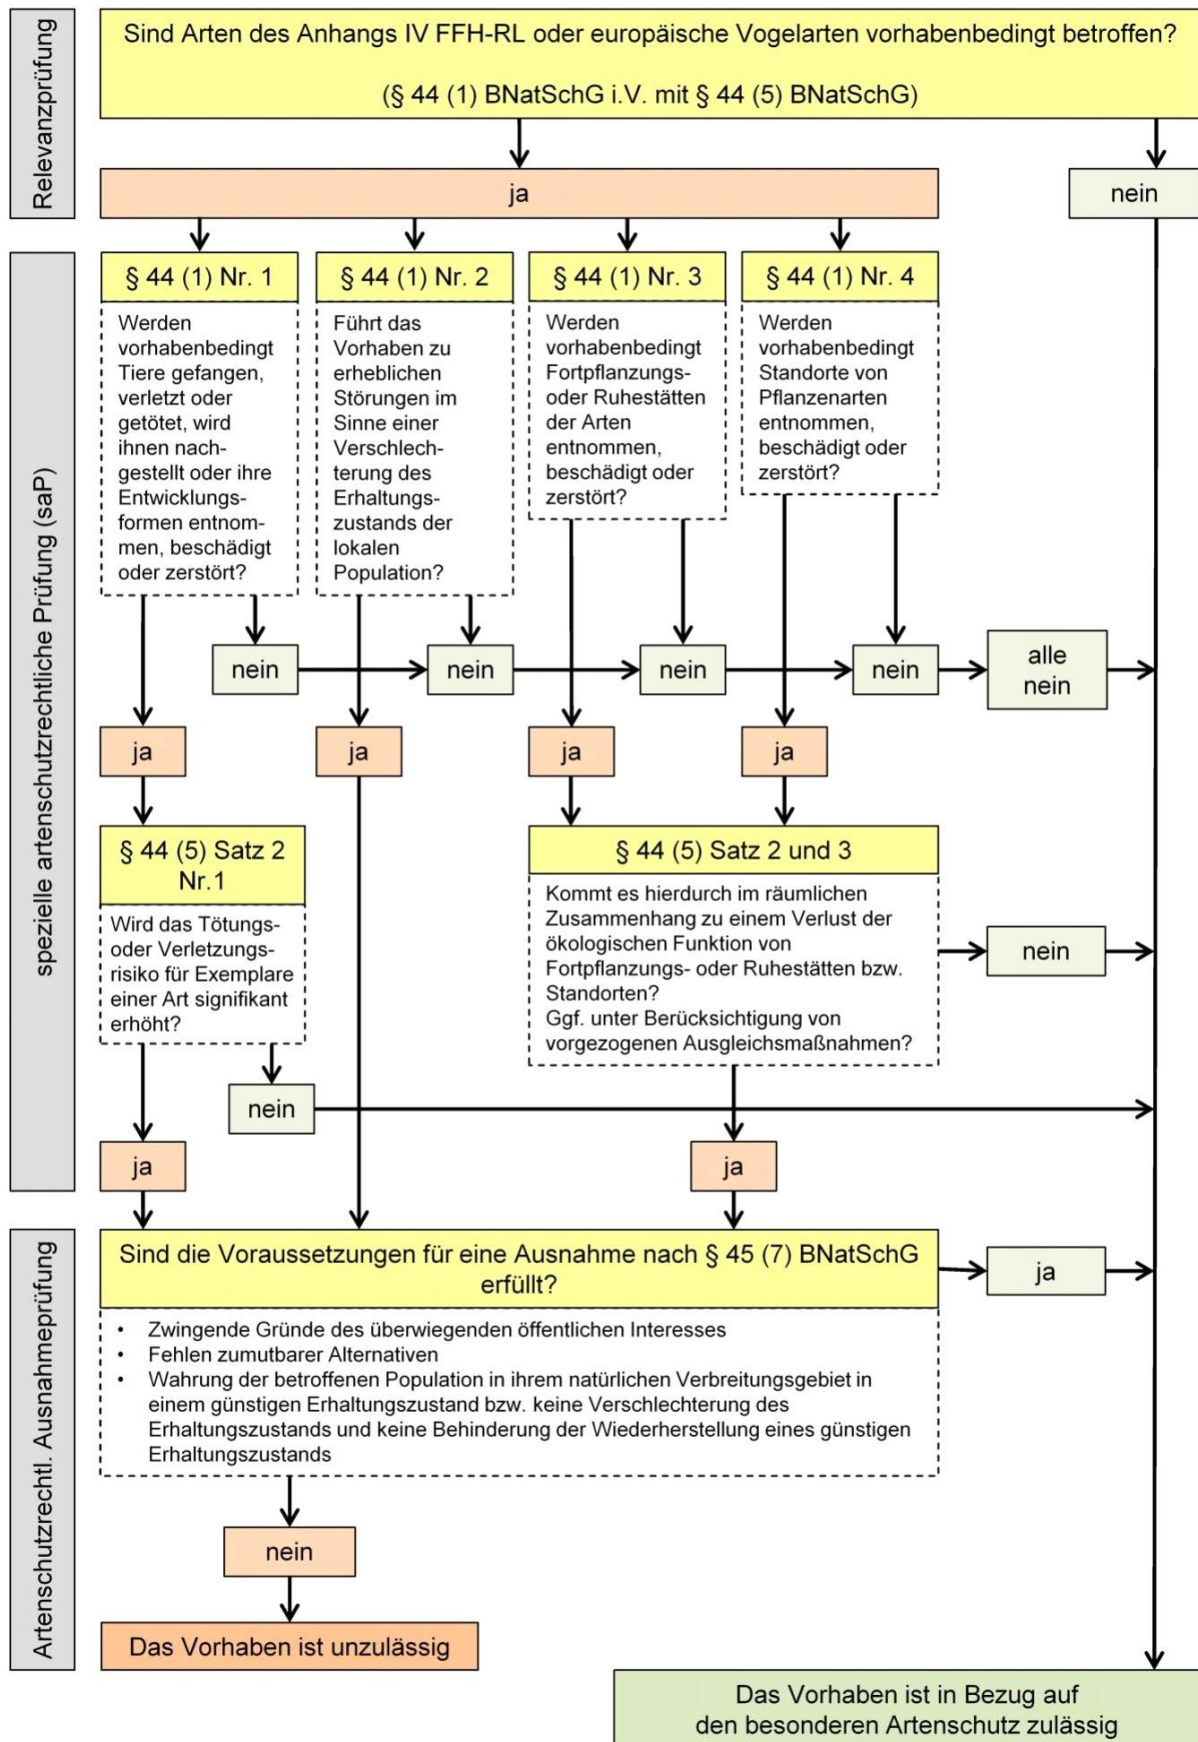 Relevanzprüfung
Sind Arten des Anhangs IV FFH-RL oder europäische Vogelarten vorhabenbedingt betroffen?
(§ 44 (1) BNatSchG i.V. mit § 44 (5) BNatSchG)
ja
nein
spezielle artenschutzrechtliche Prüfung (saP)
§ 44 (1) Nr. 1
Werden
vorhabenbedingt
Tiere gefangen,
verletzt oder
getötet, wird
ihnen nach-
gestellt oder ihre
Entwicklungs-
formen entnom-
men, beschädigt
oder zerstört?
§ 44 (1) Nr. 2
Führt das
Vorhaben zu
erheblichen
Störungen im
Sinne einer
Verschlech-
terung des
Erhaltungs-
zustands der
lokalen
Population?
§ 44 (1) Nr. 3
Werden
vorhabenbedingt
Fortpflanzungs-
oder Ruhestätten
der Arten
entnommen,
beschädigt oder
zerstört?
§ 44 (1) Nr. 4
Werden
vorhabenbedingt
Standorte von
Pflanzenarten
entnommen,
beschädigt oder
zerstört?
nein
nein
nein
nein
alle
nein
ja
ja
ja
ja
§ 44 (5) Satz 2
Nr.1
Wird das Tötungs-
oder Verletzungs-
risiko für Exemplare
einer Art signifikant
erhöht?
§ 44 (5) Satz 2 und 3
Kommt es hierdurch im räumlichen
Zusammenhang zu einem Verlust der
ökologischen Funktion von
Fortpflanzungs- oder Ruhestätten bzw.
Standorten?
Ggf. unter Berücksichtigung von
vorgezogenen Ausgleichsmaßnahmen?
nein
nein
ja
ja
Artenschutzrechtl. Ausnahmeprüfung
Sind die Voraussetzungen für eine Ausnahme nach § 45 (7) BNatSchG
erfüllt?
• Zwingende Gründe des überwiegenden öffentlichen Interesses
• Fehlen zumutbarer Alternativen
• Wahrung der betroffenen Population in ihrem natürlichen Verbreitungsgebiet in
einem günstigen Erhaltungszustand bzw. keine Verschlechterung des
Erhaltungszustands und keine Behinderung der Wiederherstellung eines günstigen
Erhaltungszustands
ja
nein
Das Vorhaben ist unzulässig
Das Vorhaben ist in Bezug auf
den besonderen Artenschutz zulässig